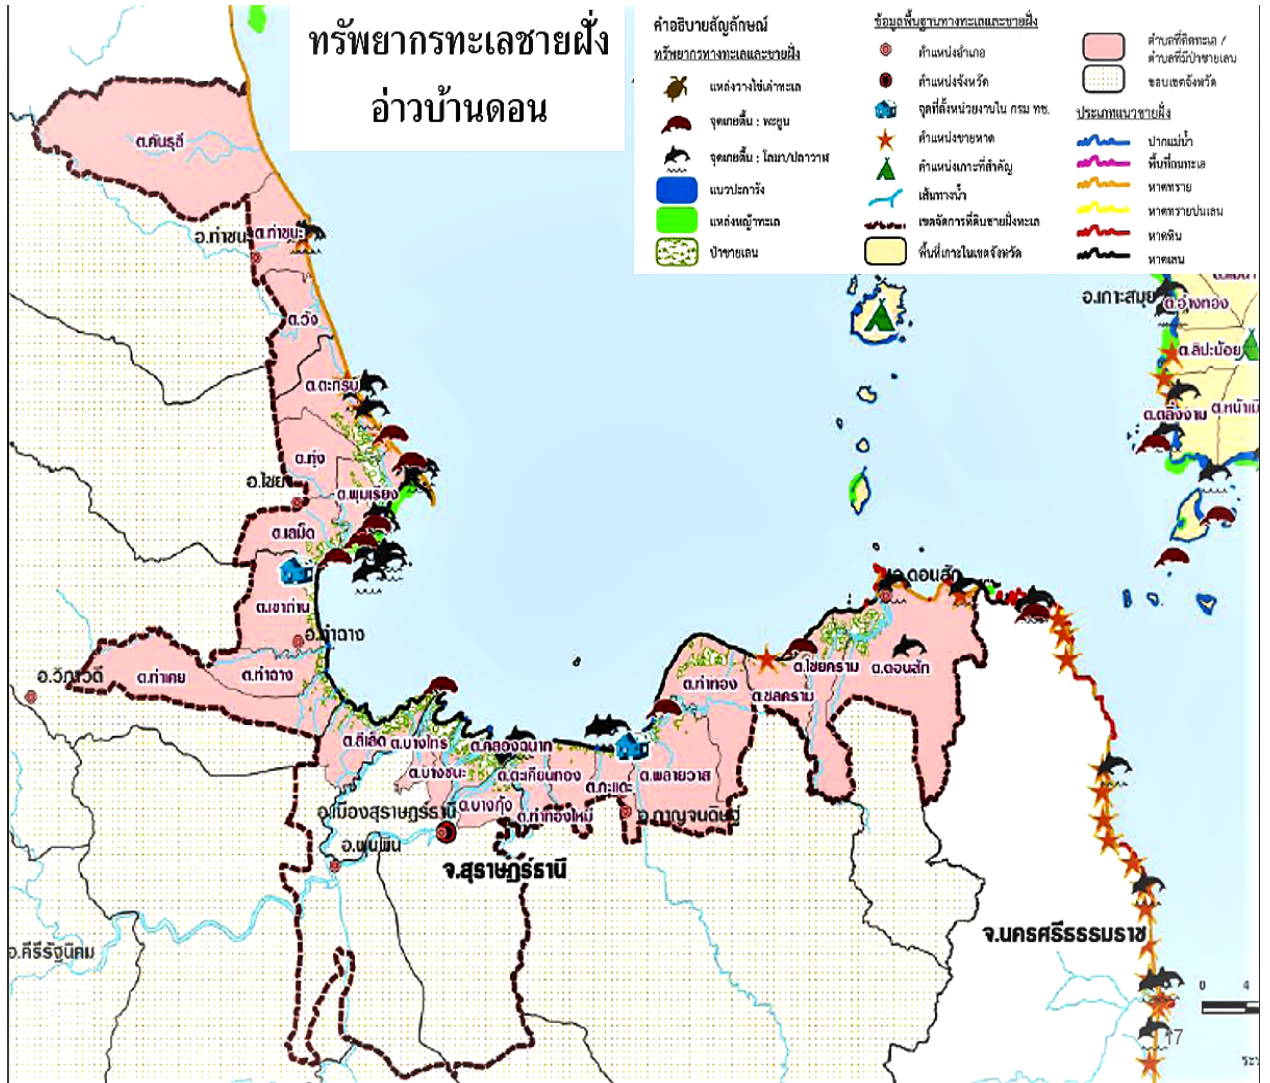 ทรัพยากรทะเลชายฝั่ง
อ่าวบ้านดอน
คำอธิบายสัญลักษณ์
ทรัพยากรทางทะเลและชายฝั่ง
แหล่งวางไข่เต่าทะเล
จุดเกยตื้น : พะยูน
จุดเกยตื้น : โลมา/ปลาวาฬ
แนวปะการัง
แหล่งหญ้าทะเล
ป่าชายเลน
ข้อมูลพื้นฐานทางทะเลและชายฝั่ง
ตำแหน่งอำเภอ
ตำแหน่งจังหวัด
จุดที่ตั้งหน่วยงานใน กรม ทช.
ตำแหน่งชายหาด
ตำแหน่งเกาะที่สำคัญ
เส้นทางน้ำ
เขตจัดการที่ดินชายฝั่งทะเล
พื้นที่เกาะในเขตจังหวัด
ตำบลที่ติดทะเล /
ตำบลที่มีป่าชายเลน
ขอบเขตจังหวัด
ประเภทแนวชายฝั่ง
ปากแม่น้ำ
พื้นที่ถมทะเล
หาดทราย
หาดทรายปนเลน
หาดหิน
หาดเลน
ต.คันธุลี
อ.ท่าชนะ
ต.ท่าชนะ
ต.วัง
ต.ตะกรบ
ต.ทุ่ง
อ.ไชยา
ต.พุมเรียง
ต.เลม็ด
ต.เขาถ่าน
อ.ท่าฉาง
อ.วิภาวดี
ต.ท่าเคย
ต.ท่าฉาง
ต.ลีเล็ด
ต.บางไทร
ต.คลองฉนาก
ต.บางชนะ
ต.ตะเคียนทอง
ต.บางกุ้ง
ต.ท่าทองใหม่
ต.กะแดะ
ต.พลายวาส
ต.ท่าทอง
ต.ชลคราม
ต.ไชยคราม
ต.ดอนสัก
อ.ดอนสัก
อ.กาญจนดิษฐ์
อ.เมืองสุราษฎร์ธานี
อ.พุนพิน
จ.สุราษฎร์ธานี
อ.คีรีรัฐนิคม
จ.นครศรีธรรมราช
อ.เกาะสมุย
ต.อ่างทอง
ต.ลิปะน้อย
ต.ตลิ่งงาม
ต.หน้าเมื
0
4
17